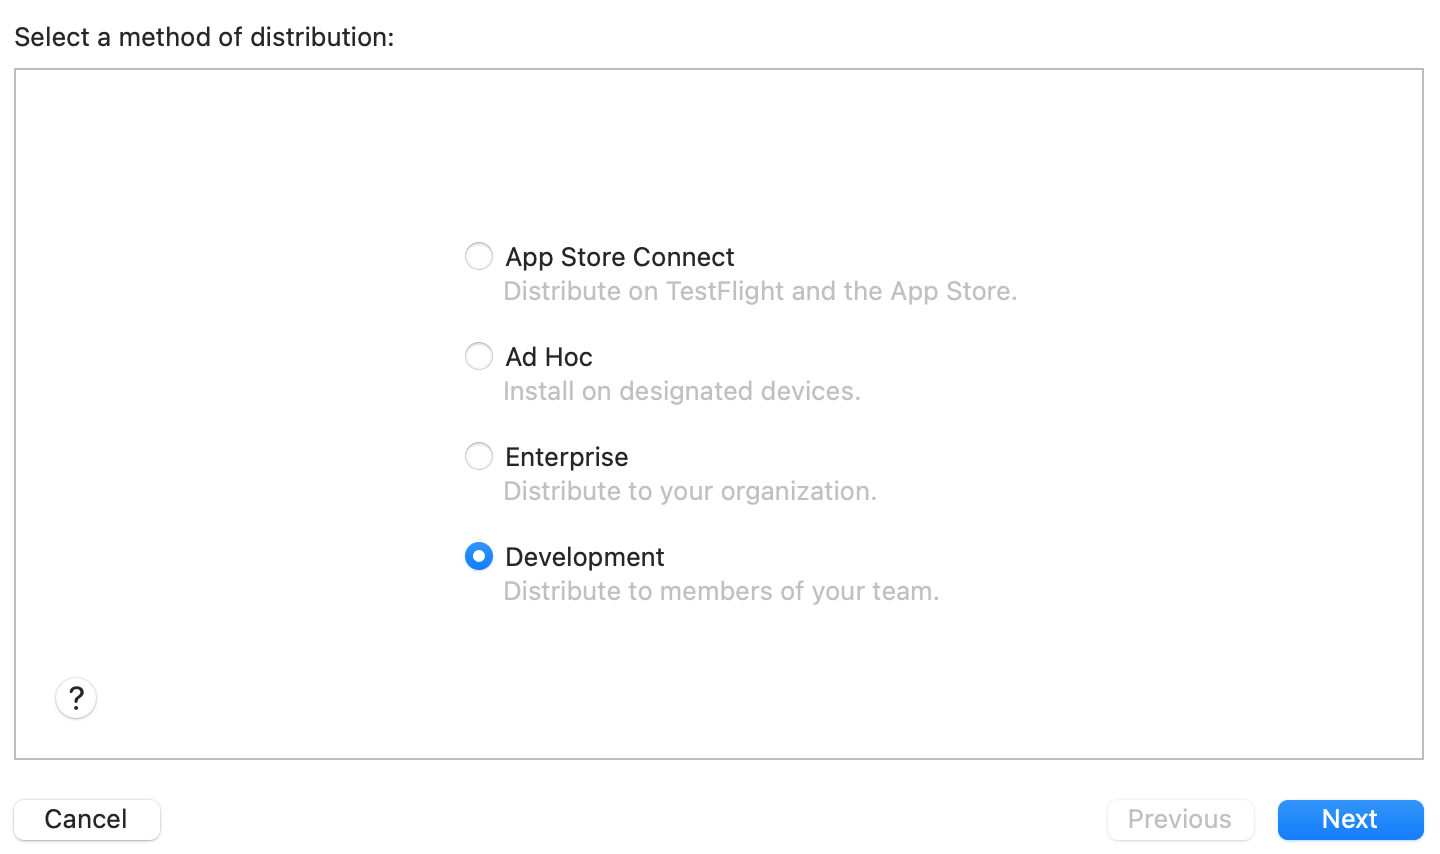 Select a method of distribution:
App Store Connect
Distribute on TestFlight and the App Store.
Ad Hoc
Install on designated devices.
Enterprise
Distribute to your organization.
Development
Distribute to members of your team.
?
Cancel
Previous
Next